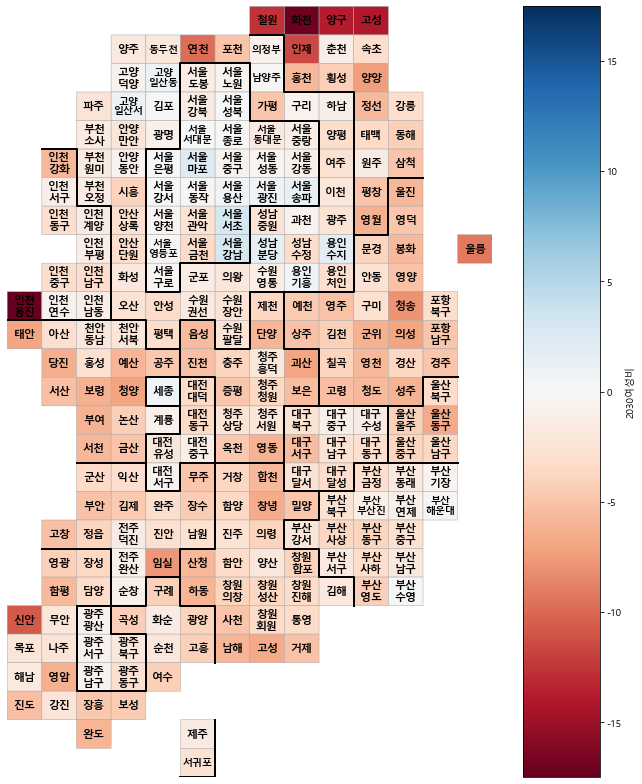 철원 화천 양구 고성
양주 동두천 연천 포천 의정부 인제 춘천 속초
고양 서울 서울
덕양 고양 일산동 도봉 노원 남양주 홍천 횡성 양양
파주 고양 일산서 김포 서울 강북 서울 성북 가평 구리 하남 정선 강릉
부천 소사 안양 만안 광명 서울 서대문 서울 종로 서울 동대문 서울 중랑 양평 태백 동해
인천 강화 부천 원미 안양 동안 서울 은평 서울 마포 서울 중구 서울 성동 서울 강동 여주 원주 삼척
인천 서구 부천 오정 시흥 서울 강서 서울 동작 서울 용산 서울 광진 서울 송파 이천 평창 울진
인천 동구 인천 계양 안산 상록 서울 양천 서울 관악 서울 서초 성남 중원 과천 광주 영월 영덕
인천 부평 안산 단원 서울 영등포 서울 금천 서울 강남 성남 분당 성남 수정 용인 수지 문경 봉화 울릉
인천 중구 인천 남구 화성 서울 구로 군포 의왕 수원 영통 용인 기흥 용인 처인 안동 영양
인천 옹진 인천 연수 인천 남동 오산 안성 수원 권선 수원 장안 제천 예천 영주 구미 청송 포항 북구
태안 아산 천안 동남 천안 서북 평택 음성 수원 팔달 단양 상주 김천 군위 의성 포항 남구
당진 홍성 예산 공주 진천 충주 청주 흥덕 괴산 칠곡 영천 경산 경주
서산 보령 청양 세종 대전 대덕 증평 청주 청원 보은 고령 청도 성주 울산 북구
부여 논산 계룡 대전 동구 청주 상당 청주 서원 대구 북구 대구 중구 대구 수성 울산 울주 울산 동구
서천 금산 대전 유성 대전 중구 옥천 영동 대구 서구 대구 남구 대구 동구 울산 중구 울산 남구
군산 익산 대전 서구 무주 거창 합천 대구 달서 대구 달성 부산 금정 부산 동래 부산 기장
부안 김제 완주 장수 함양 창녕 밀양 부산 북구 부산 부산진 부산 연제 부산 해운대
고창 정읍 전주 덕진 진안 남원 진주 의령 부산 강서 부산 사상 부산 동구 부산 중구
영광 장성 전주 완산 임실 산청 함안 양산 창원 합포 부산 서구 부산 사하 부산 남구
함평 담양 순창 구례 하동 창원 의창 창원 성산 창원 진해 김해 부산 영도 부산 수영
신안 무안 광주 광산 곡성 화순 광양 사천 창원 회원 통영
목포 나주 광주 서구 광주 북구 순천 고흥 남해 고성 거제
해남 영암 광주 남구 광주 동구 여수
진도 강진 장흥 보성
완도 제주
서귀포
15
10
5
0
-5
-10
-15
2030여성비